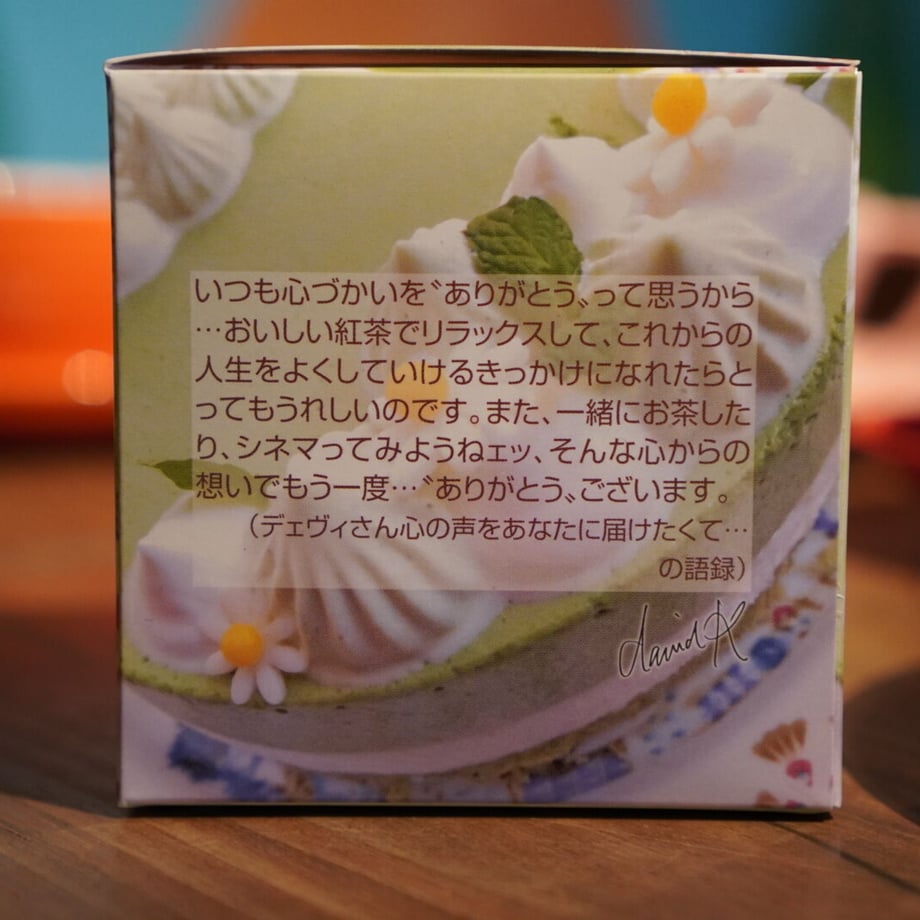 いつも心づかいを〝ありがとう〟って思うから
…おいしい紅茶でリラックスして、これからの
人生をよくしていけるきっかけになれたらと
ってもうれしいのです。また、一緒にお茶した
り、シネマってみようねェッ、そんな心からの
想いでもう一度…〝ありがとう〟ございます。
（デェヴィさん心の声をあなたに届けたくて…
の語録）
david K